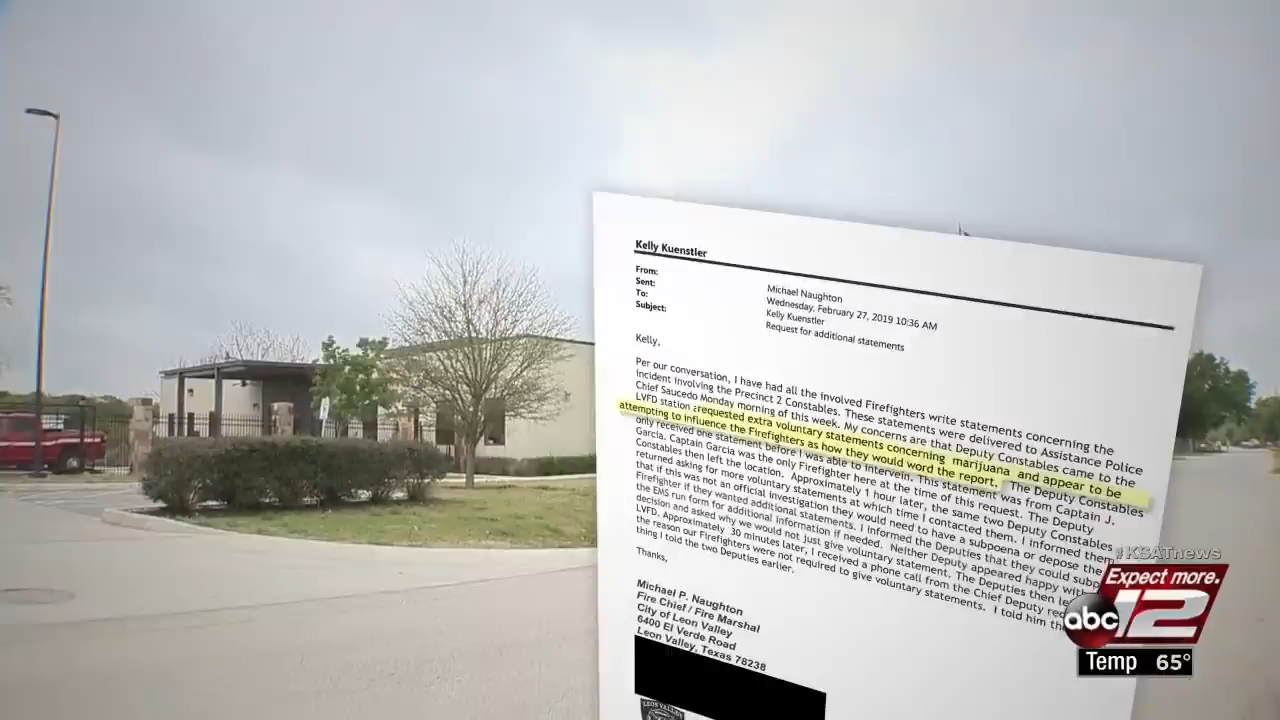 Kelly Kuenstler
From: Michael Naughton
Sent: Wednesday, February 27, 2019 10:36 AM
To: Kelly Kuenstler
Subject: Request for additional statements
Kelly,
Per our conversation, I have had all the involved Firefighters write statements concerning the
incident involving the Precinct 2 Constables. These statements were delivered to Assistance Police
Chief Saucedo Monday morning of this week. My concerns are that Deputy Constables came to the
LVFD station requested extra voluntary statements concerning marijuana and appear to be
attempting to influence the Firefighters as how they would word the report. The Deputy Constables
only received one statement before I was able to intervein. This statement was from Captain J.
Garcia. Captain Garcia was the only Firefighter here at the time of this request. The Deputy
Constables then left the location. Approximately 1 hour later, the same two Deputy Constables
returned asking for more voluntary statements at which time I contacted them. I informed them
that if this was not an official investigation they would need to have a subpoena or depose the
Firefighter if they wanted additional statements. I informed the Deputies that they could subp
the EMS run form for additional information if needed. Neither Deputy appeared happy with
decision and asked why we would not just give voluntary statement. The Deputies then le
LVFD. Approximately 30 minutes later, I received a phone call from the Chief Deputy req
the reason our Firefighters were not required to give voluntary statements. I told him th
thing I told the two Deputies earlier.
Thanks,
Michael P. Naughton
Fire Chief / Fire Marshal
City of Leon Valley
6400 El Verde Road
Leon Valley, Texas 78238
LEON VALLEY
#KSATnews
Expect more.
abc 12
Temp 65°